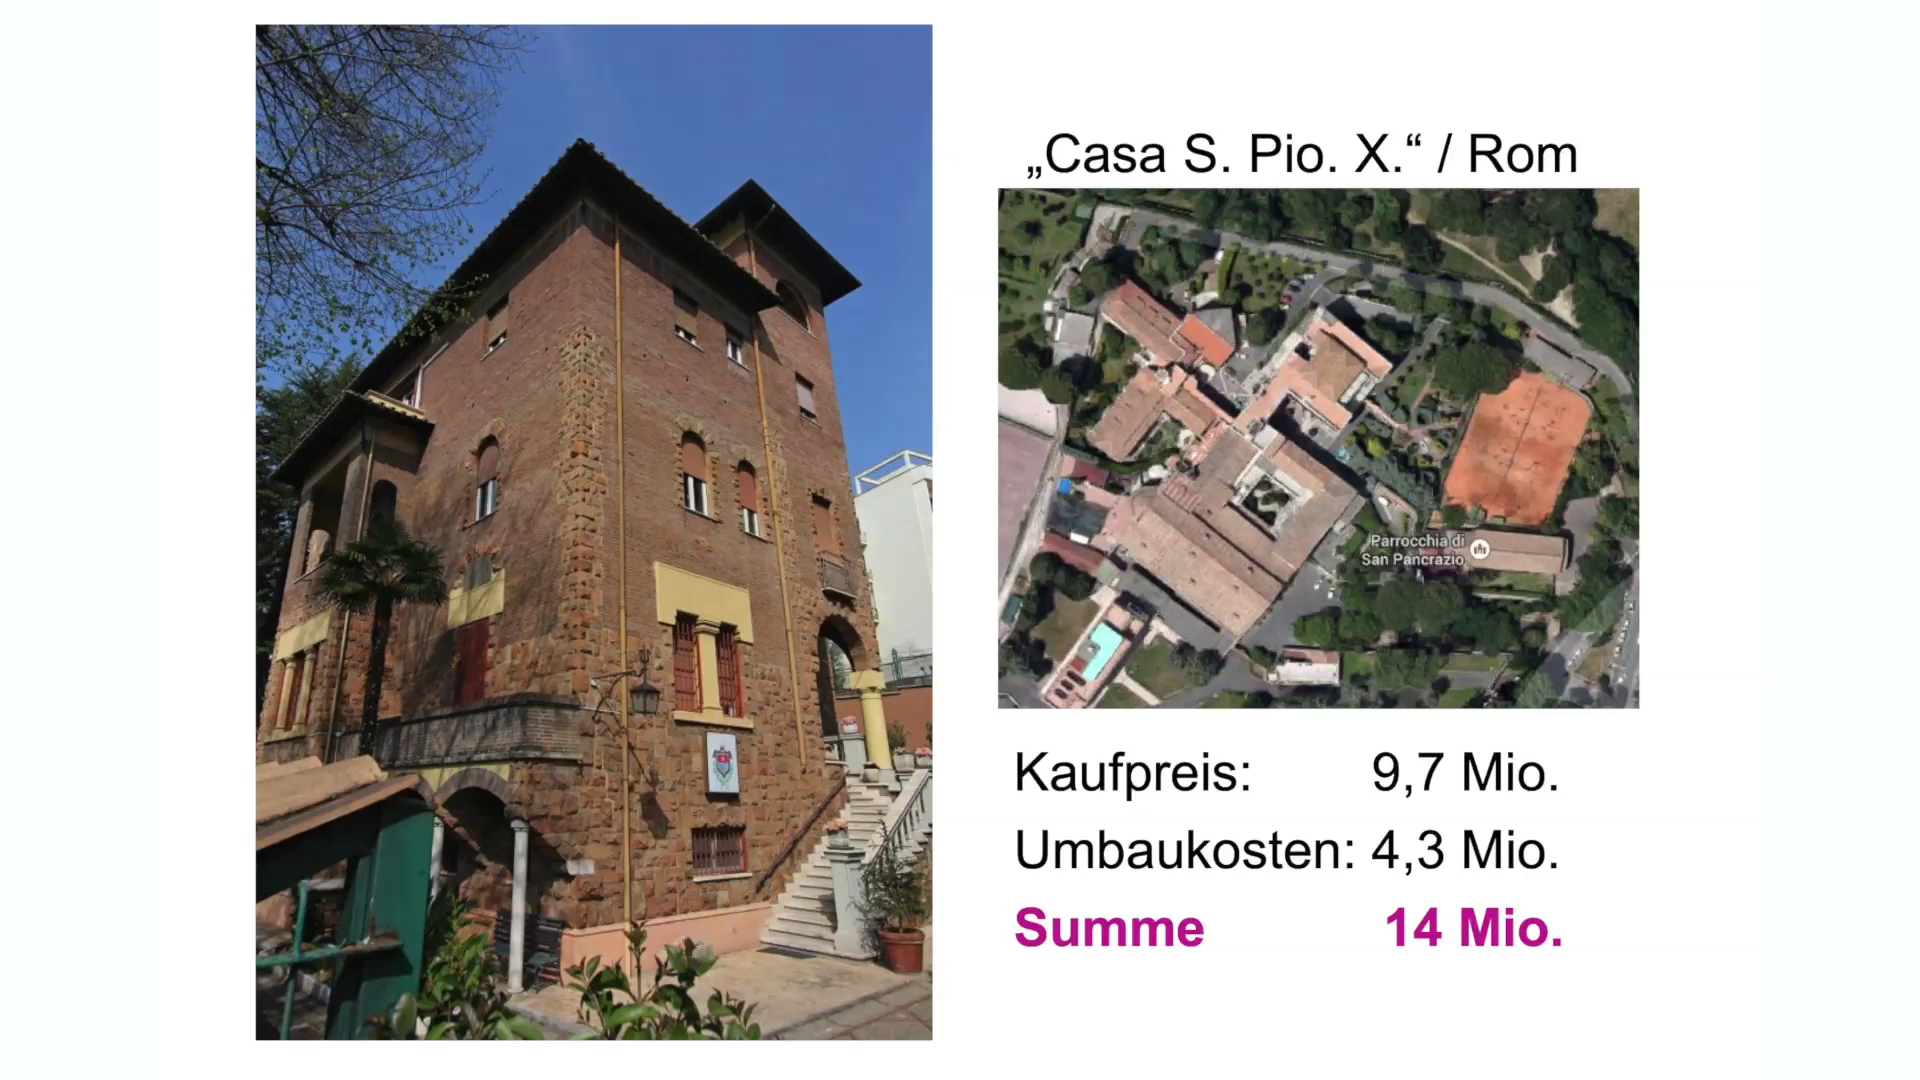 „Casa S. Pio. X.“ / Rom
Parrocchia di
San Pancrazio
Kaufpreis: 9,7 Mio.
Umbaukosten: 4,3 Mio.
Summe 14 Mio.